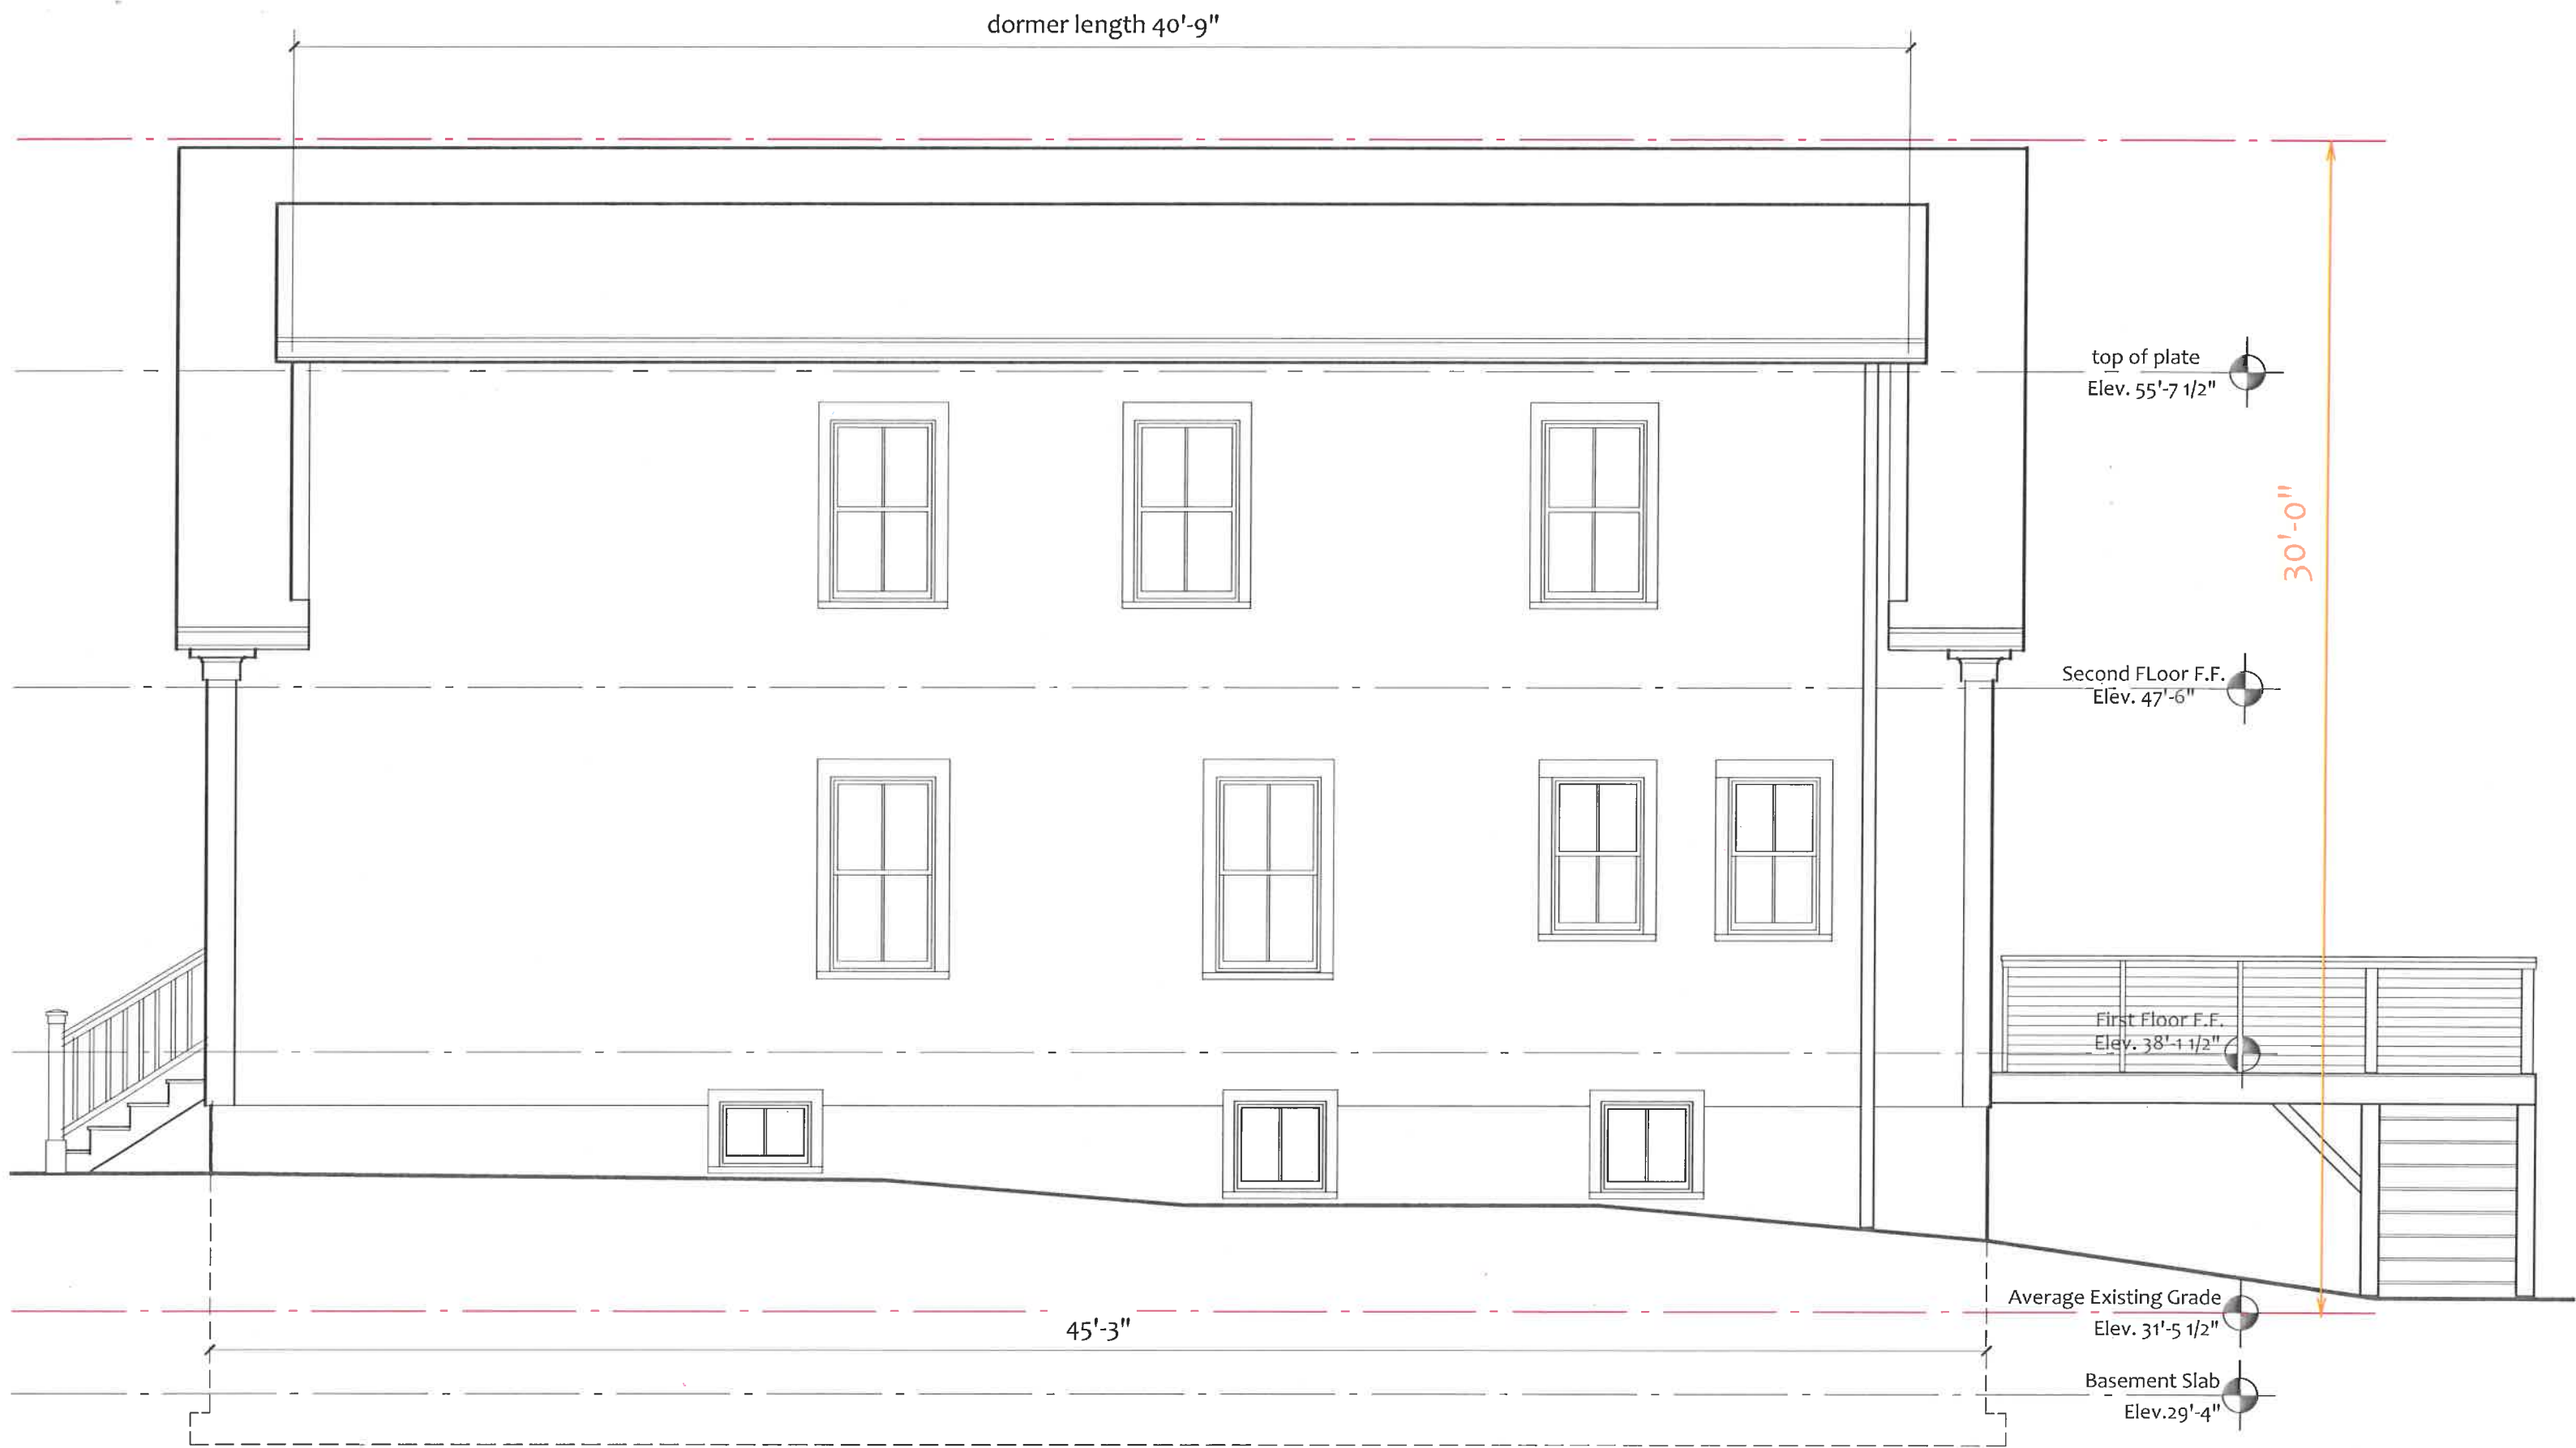 dormer length 40'-9"
top of plate
Elev. 55'-7 1/2"
30'-0"
Second FLoor F.F.
Elev. 47'-6"
First Floor F.F.
Elev. 38'-1 1/2"
Average Existing Grade
Elev. 31'-5 1/2"
45'-3"
Basement Slab
Elev.29'-4"